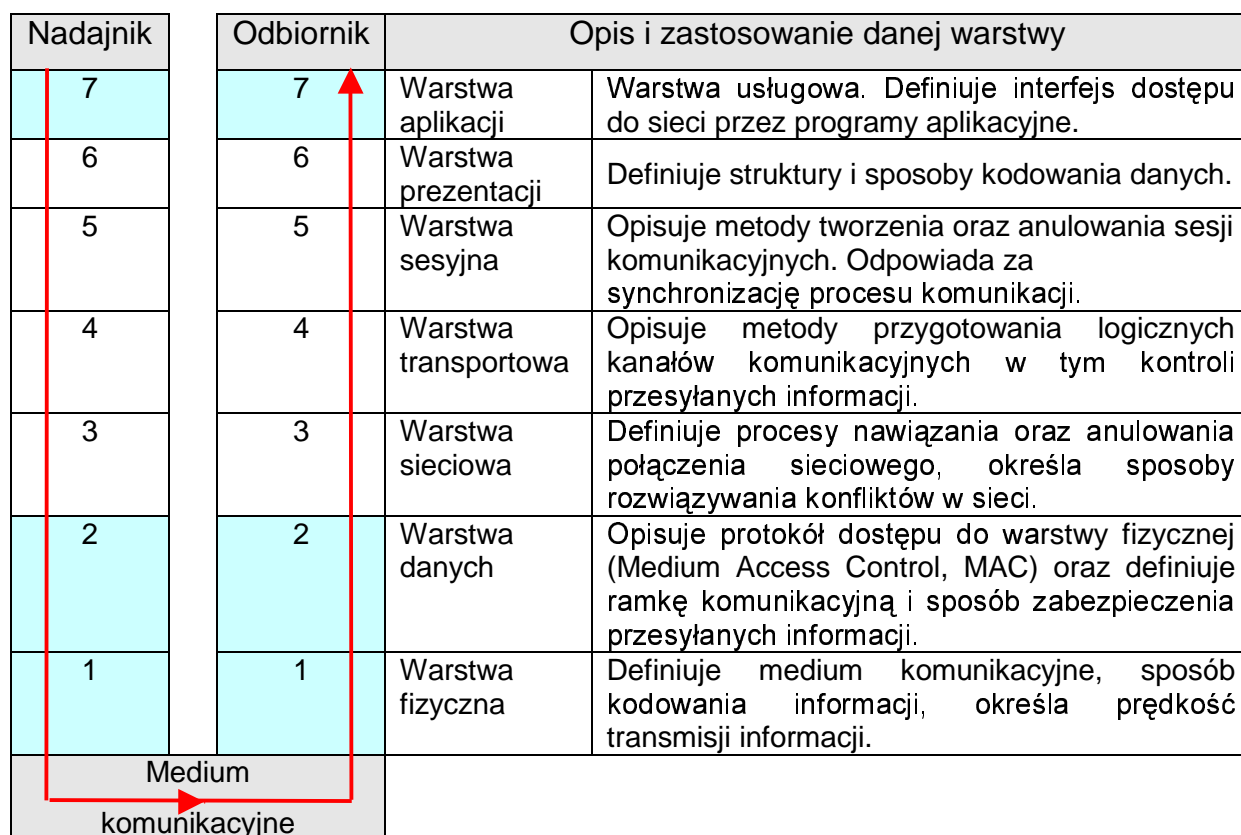 Nadajnik Odbiornik Opis i zastosowanie danej warstwy
7 7 Warstwa aplikacji Warstwa usługowa. Definiuje interfejs dostępu
do sieci przez programy aplikacyjne.
6 6 Warstwa prezentacji Definiuje struktury i sposoby kodowania danych.
5 5 Warstwa sesyjna Opisuje metody tworzenia oraz anulowania sesji
komunikacyjnych. Odpowiada za
synchronizację procesu komunikacji.
4 4 Warstwa transportowa Opisuje metody przygotowania logicznych
kanałów komunikacyjnych w tym kontroli
przesyłanych informacji.
3 3 Warstwa sieciowa Definiuje procesy nawiązania oraz anulowania
połączenia sieciowego, określa sposoby
rozwiązywania konfliktów w sieci.
2 2 Warstwa danych Opisuje protokół dostępu do warstwy fizycznej
(Medium Access Control, MAC) oraz definiuje
ramkę komunikacyjną i sposób zabezpieczenia
przesyłanych informacji.
1 1 Warstwa fizyczna Definiuje medium komunikacyjne, sposób
kodowania informacji, określa prędkość
transmisji informacji.
Medium
komunikacyjne